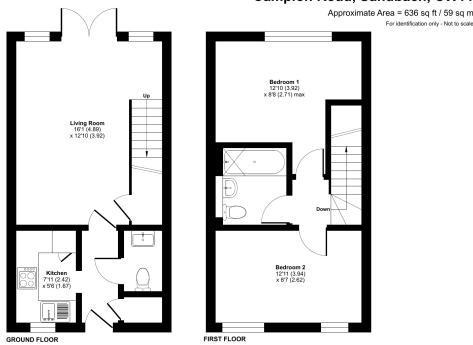 Approximate Area = 636 sq ft / 59 sq m
For identification only - Not to scale
Up
Living Room
16'1 (4.89)
x 12'10 (3.92)
Kitchen
7'11 (2.42)
x 5'6 (1.67)
GROUND FLOOR
Bedroom 1
12'10 (3.92)
x 8'8 (2.71) max
Down
Bedroom 2
12'11 (3.94)
x 8'7 (2.62)
FIRST FLOOR